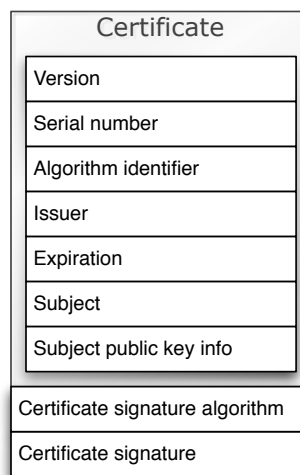 Certificate
Version
Serial number
Algorithm identifier
Issuer
Expiration
Subject
Subject public key info
Certificate signature algorithm
Certificate signature